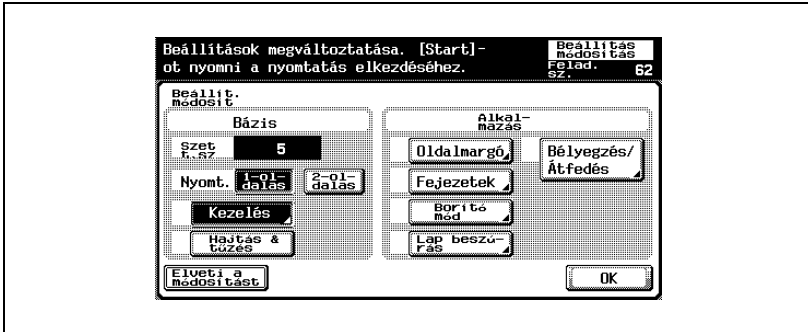 Beállítások megváltoztatása. [Start]-
ot nyomni a nyomtatás elkezdéséhez.
Beállítás
módosítás
Felad.
sz. 62
Beállít.
módosít
Bázis
Szet
t.sz 5
Nyomt. 1-ol-
dalas
2-ol-
dalas
Kezelés
Hajtás &
tűzés
Elveti a
módosítást
Alkal-
mazás
Oldalmargó
Fejezetek
Borító
mód
Lap beszú-
rás
Bélyegzés/
Átfedés
OK